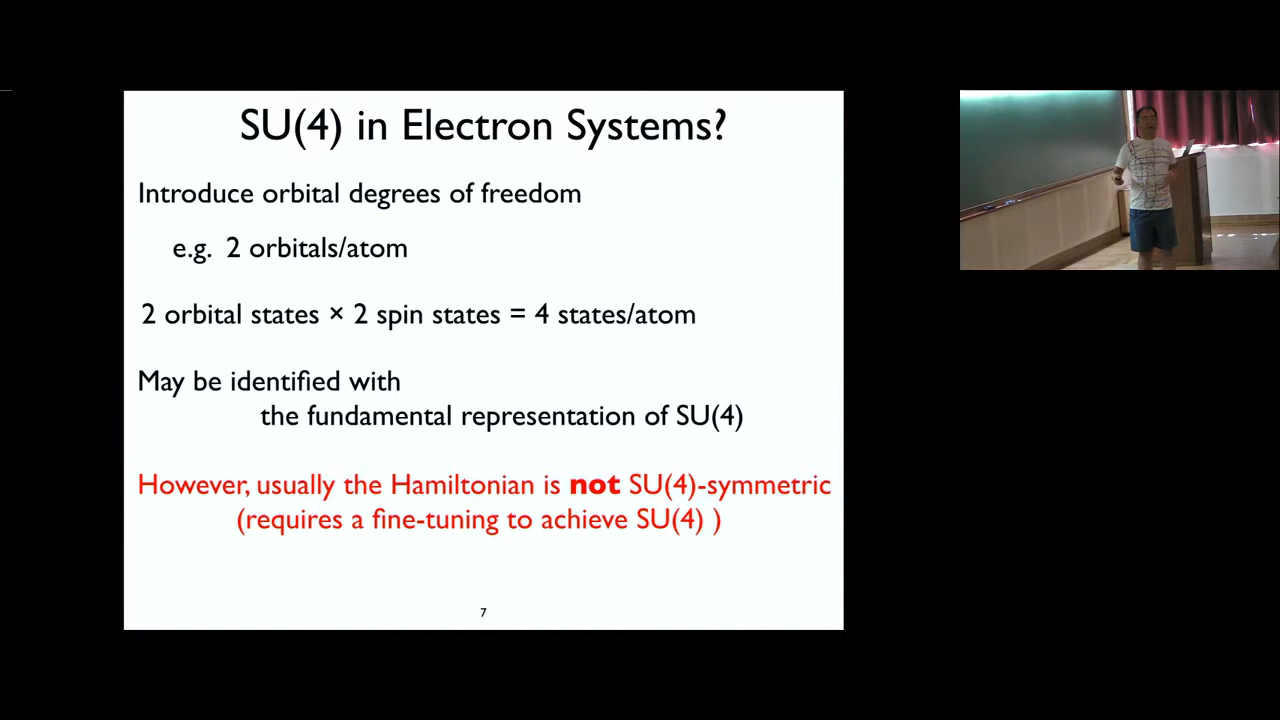 SU(4) in Electron Systems?
Introduce orbital degrees of freedom
e.g. 2 orbitals/atom
2 orbital states × 2 spin states = 4 states/atom
May be identified with
the fundamental representation of SU(4)
However, usually the Hamiltonian is not SU(4)-symmetric
(requires a fine-tuning to achieve SU(4) )
7